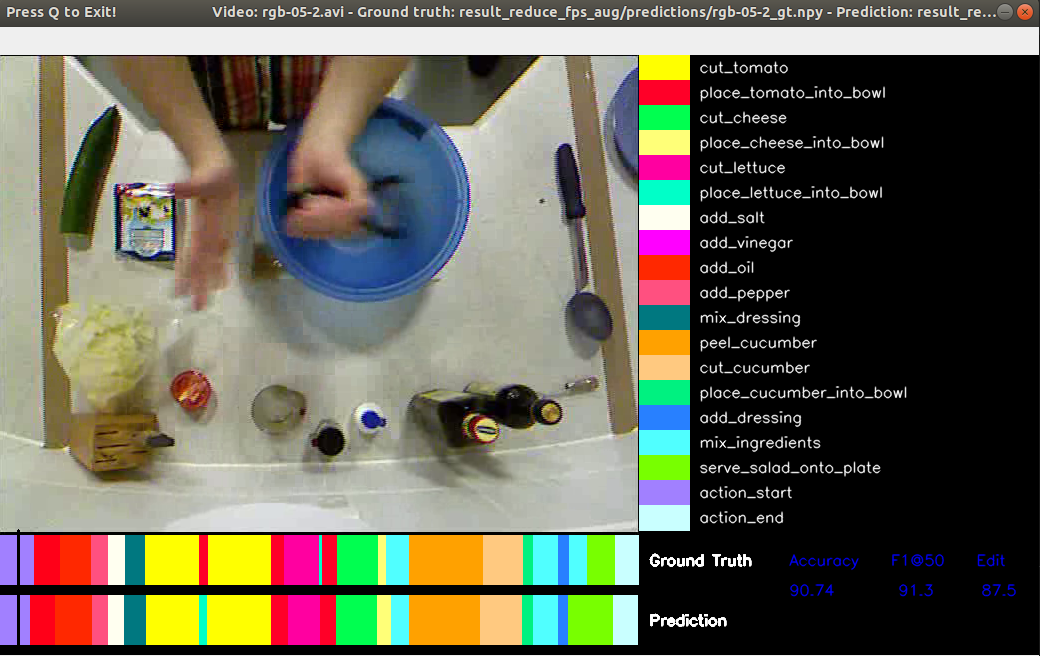 Press Q to Exit! Video: rgb-05-2.avi - Ground truth: result_reduce_fps_aug/predictions/rgb-05-2_gt.npy - Prediction: result_re...
cut_tomato
place_tomato_into_bowl
cut_cheese
place_cheese_into_bowl
cut_lettuce
place_lettuce_into_bowl
add_salt
add_vinegar
add_oil
add_pepper
mix_dressing
peel_cucumber
cut_cucumber
place_cucumber_into_bowl
add_dressing
mix_ingredients
serve_salad_onto_plate
action_start
action_end
Ground Truth Accuracy F1@50 Edit
90.74 91.3 87.5
Prediction